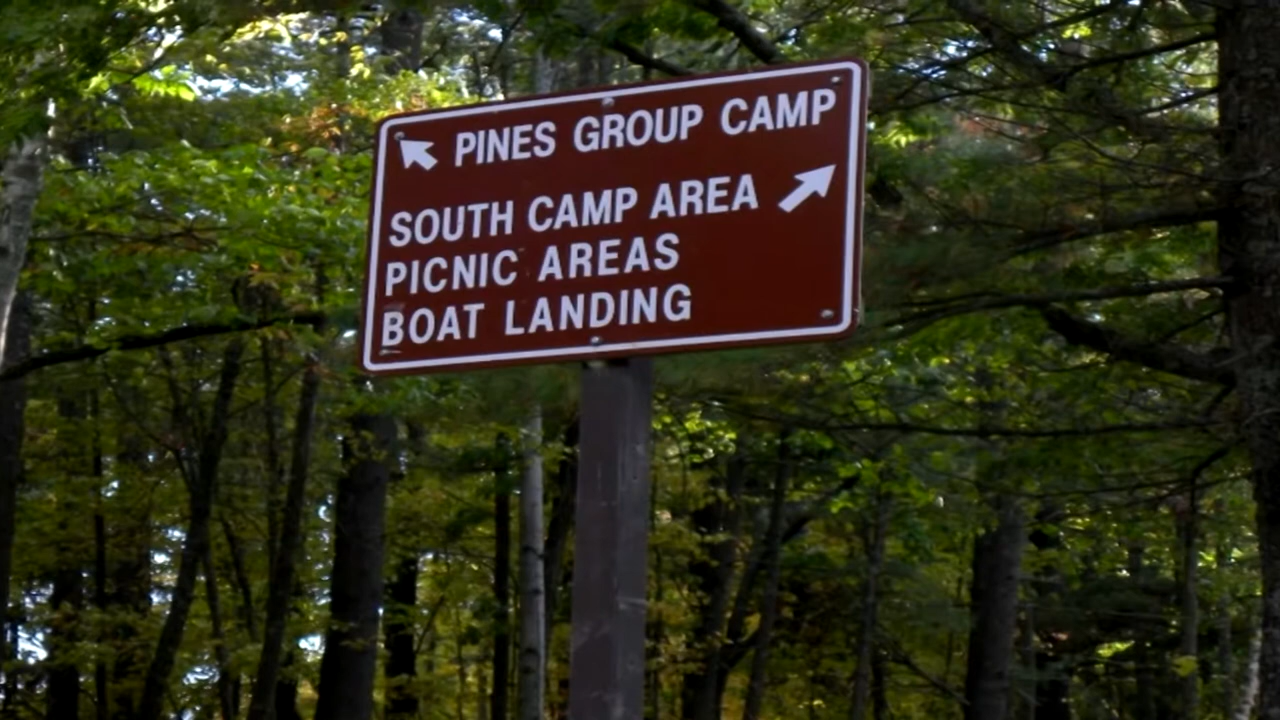 PINES GROUP CAMP
SOUTH CAMP AREA
PICNIC AREAS
BOAT LANDING